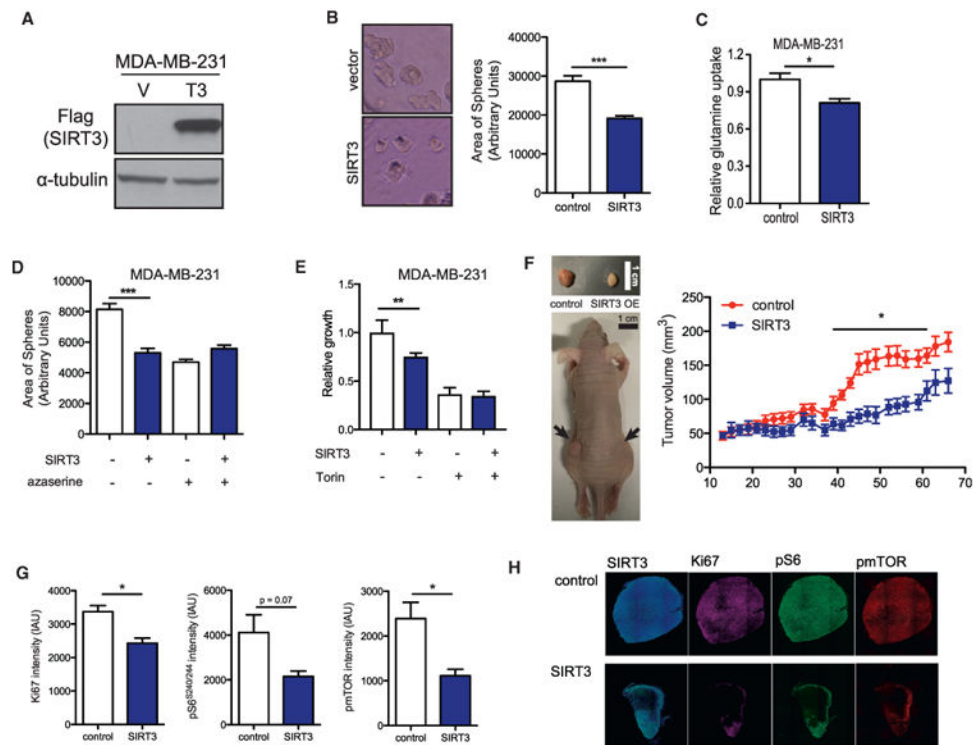 A
MDA-MB-231
V T3
Flag
(SIRT3)
α-tubulin
B
vector
SIRT3
Area of Spheres
(Arbitrary Units)
40000
30000
20000
10000
0
***
control SIRT3
C
MDA-MB-231
Relative glutamine uptake
1.2
0.9
0.6
0.3
0.0
*
control SIRT3
D
MDA-MB-231
Area of Spheres
(Arbitrary Units)
8000
6000
4000
2000
0
***
SIRT3 - + - +
azaserine - - + +
E
MDA-MB-231
Relative growth
1.5
1.0
0.5
0.0
**
SIRT3 - + - +
Torin - - + +
F
1 cm
control SIRT3 OE
1 cm
Tumor volume (mm3)
200
150
100
50
0
control
SIRT3
*
10 20 30 40 50 60 70
G
Ki67 intensity (IAU)
4000
3000
2000
1000
0
*
control SIRT3
pS6S240/244 intensity (IAU)
6000
4000
2000
0
p = 0.07
control SIRT3
pmTOR intensity (IAU)
3000
2000
1000
0
*
control SIRT3
H
SIRT3 Ki67 pS6 pmTOR
control
SIRT3